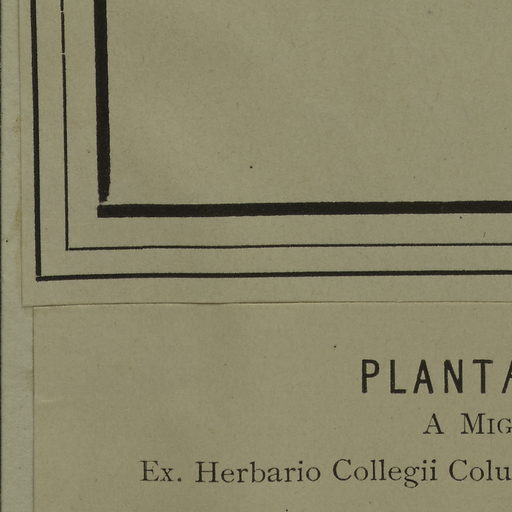 PLANTA
A MIG
Ex. Herbario Collegii Colu